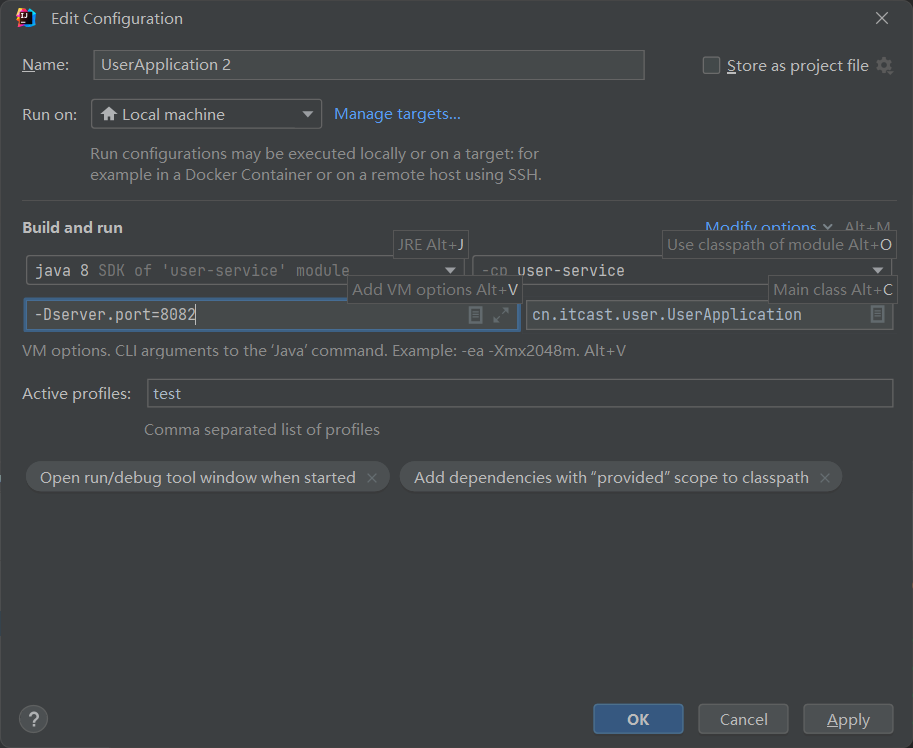 Edit Configuration
Name: UserApplication 2 Store as project file
Run on: Local machine Manage targets...
Run configurations may be executed locally or on a target: for
example in a Docker Container or on a remote host using SSH.
Build and run Modify options Alt+M
JRE Alt+J Use classpath of module Alt+O
java 8 SDK of 'user-service' module -cp user-service
Add VM options Alt+V Main class Alt+C
-Dserver.port=8082 cn.itcast.user.UserApplication
VM options. CLI arguments to the ‘Java’ command. Example: -ea -Xmx2048m. Alt+V
Active profiles: test
Comma separated list of profiles
Open run/debug tool window when started × Add dependencies with “provided” scope to classpath ×
? OK Cancel Apply